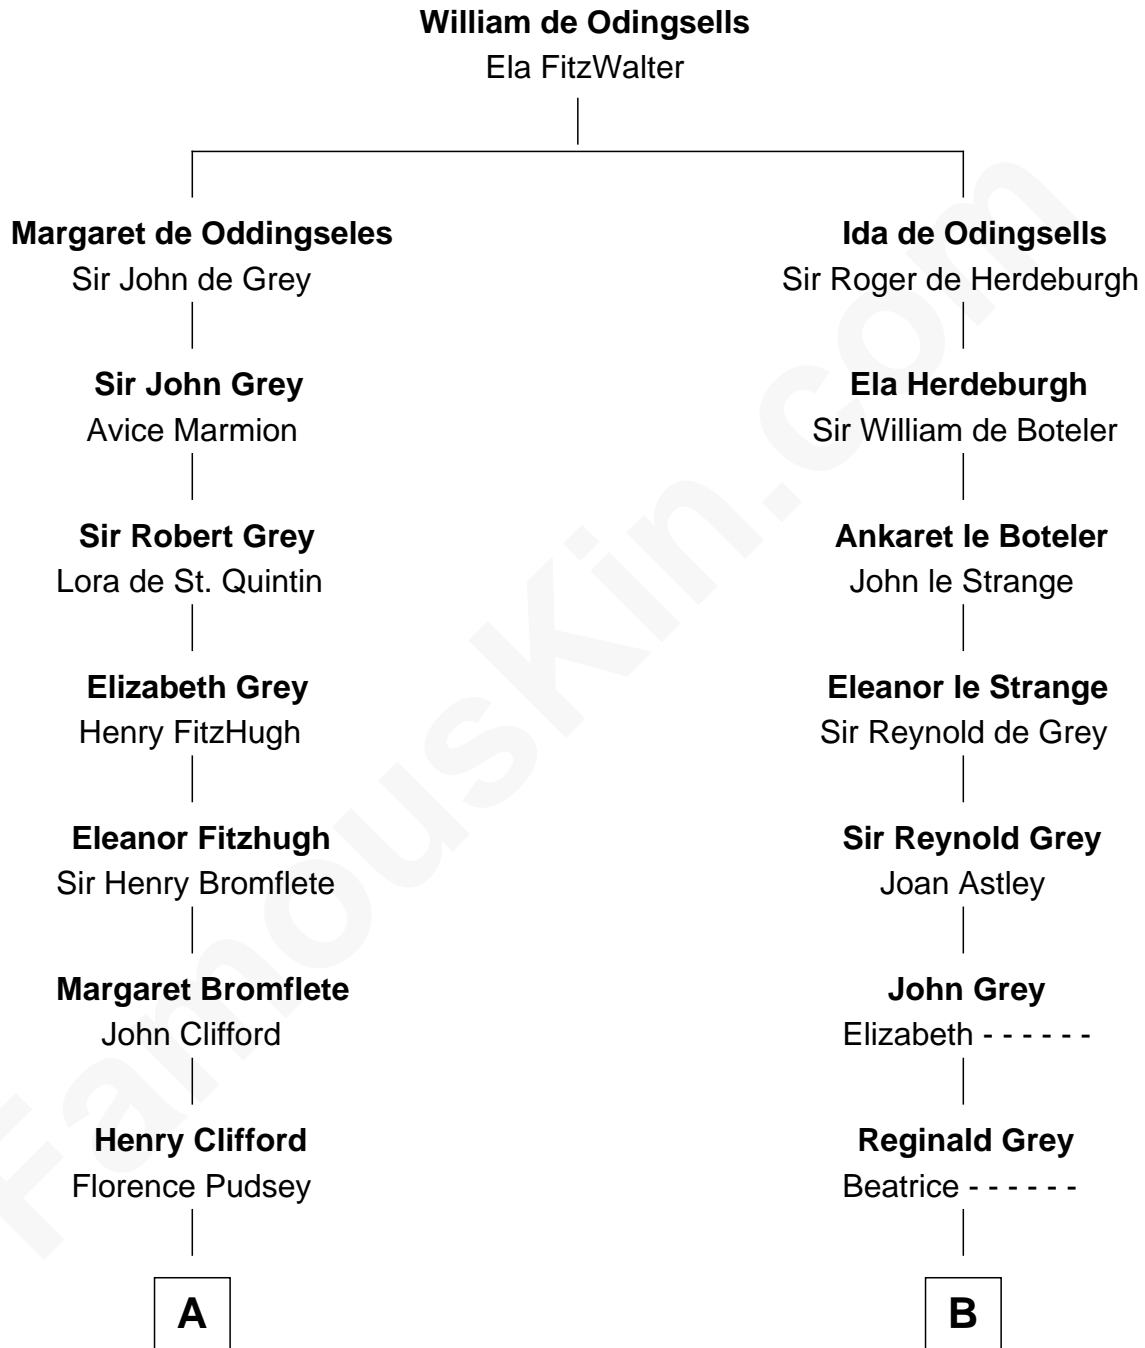 William de Odingsells
Ela FitzWalter
Margaret de Oddingseles
Sir John de Grey
Sir John Grey
Avice Marmion
Sir Robert Grey
Lora de St. Quintin
Elizabeth Grey
Henry FitzHugh
Eleanor Fitzhugh
Sir Henry Bromflete
Margaret Bromflete
John Clifford
Henry Clifford
Florence Pudsey
A
Ida de Odingsells
Sir Roger de Herdeburgh
Ela Herdeburgh
Sir William de Boteler
Ankaret le Boteler
John le Strange
Eleanor le Strange
Sir Reynold de Grey
Sir Reynold Grey
Joan Astley
John Grey
Elizabeth - - - - - -
Reginald Grey
Beatrice - - - - - -
B
FamousKin.com